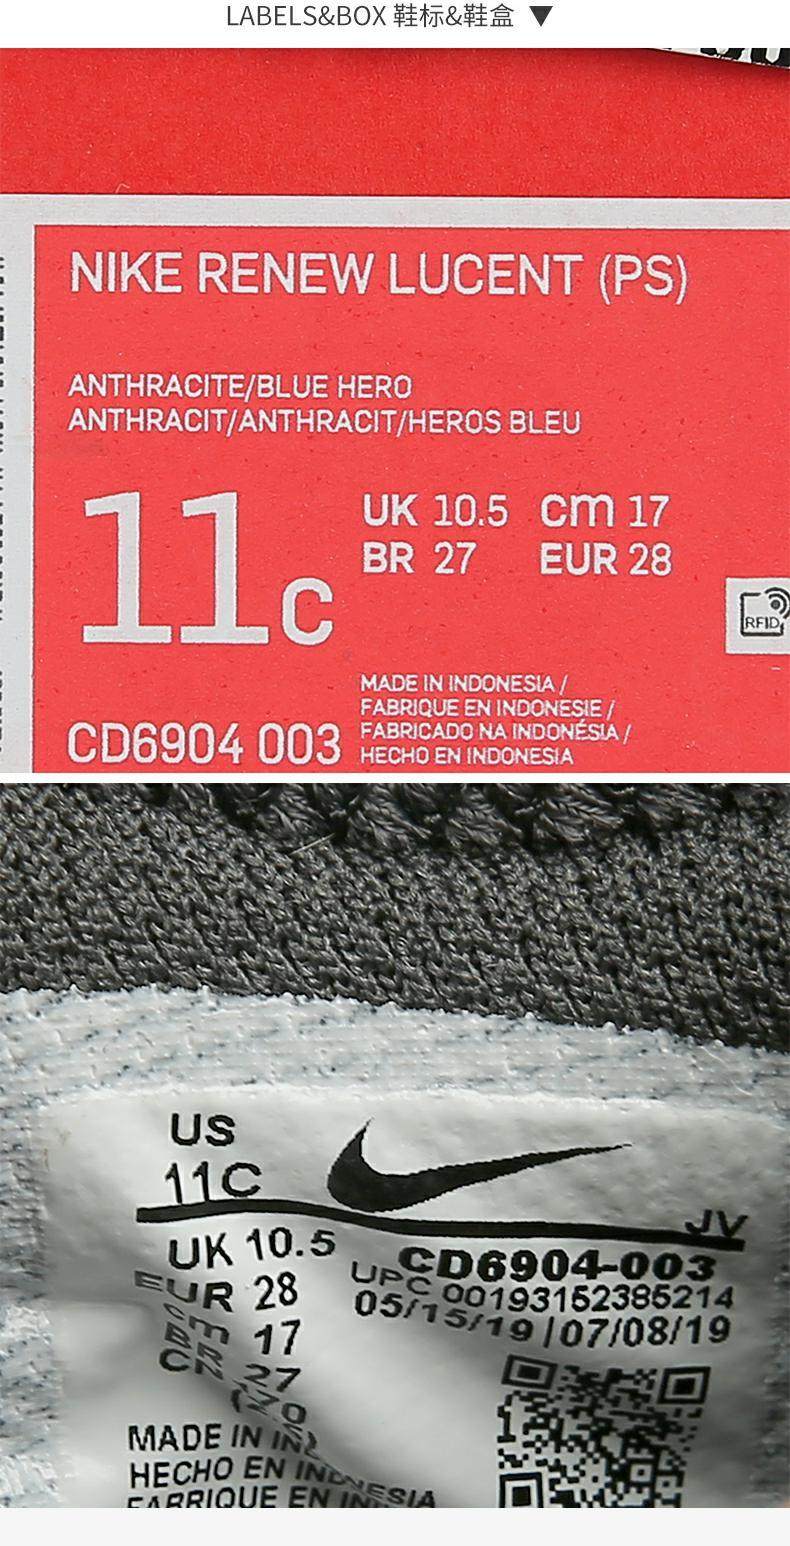 LABELS&BOX 鞋标&鞋盒 ▼
NIKE RENEW LUCENT (PS)
ANTHRACITE/BLUE HERO
ANTHRACIT/ANTHRACIT/HEROS BLEU
11C
UK 10.5 cm 17
BR 27 EUR 28
RFID
MADE IN INDONESIA /
FABRIQUE EN INDONESIE /
FABRICADO NA INDONÉSIA /
HECHO EN INDONESIA
CD6904 003
US
11C
JV
UK 10.5
EUR 28
cm 17
BR 27
CN
CD6904-003
UPC 00193152385214
05/15/19 | 07/08/19
MADE IN
HECHO EN INDONESIA
FABRIQUE EN